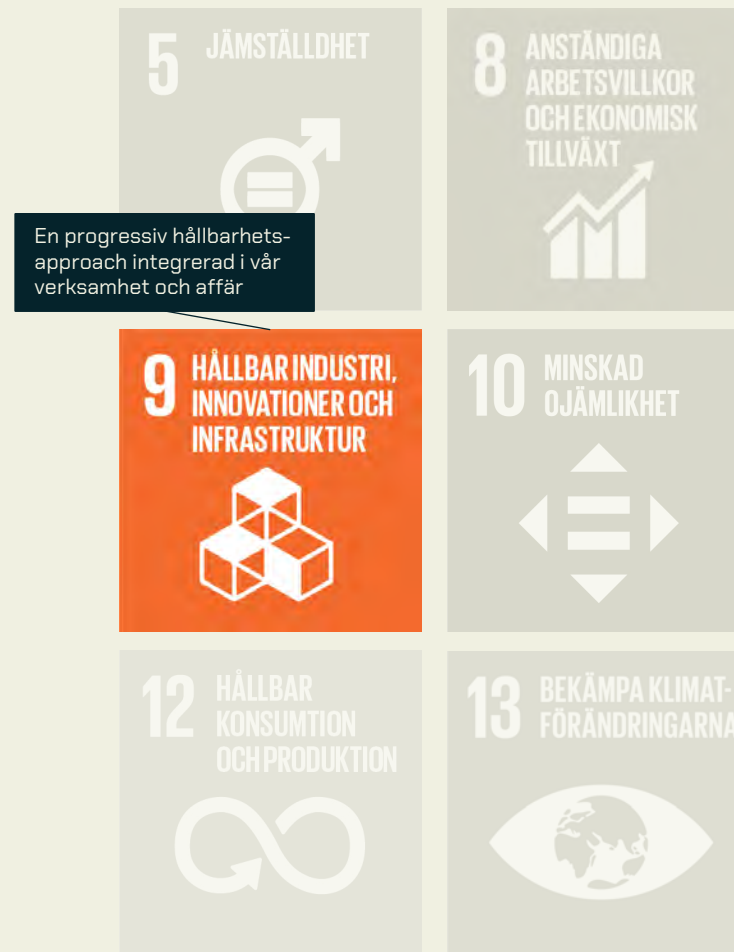 5
JÄMSTÄLLDHET
8
ANSTÄNDIGA
ARBETSVILLKOR
OCH EKONOMISK
TILLVÄXT
En progressiv hållbarhets-
approach integrerad i vår
verksamhet och affär
9
HÅLLBAR INDUSTRI,
INNOVATIONER OCH
INFRASTRUKTUR
10
MINSKAD
OJÄMLIKHET
12
HÅLLBAR
KONSUMTION
OCH PRODUKTION
13
BEKÄMPA KLIMAT-
FÖRÄNDRINGARNA